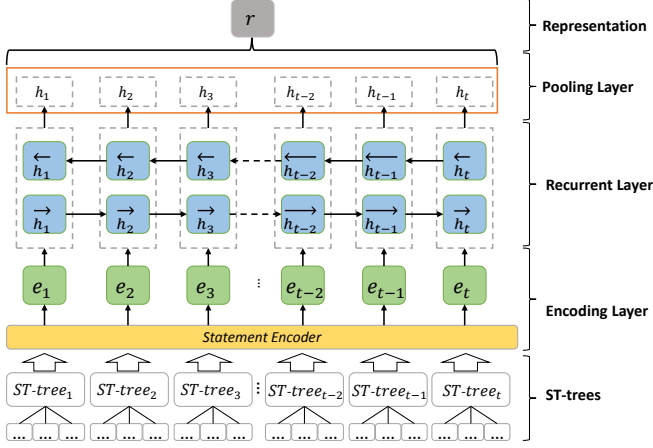 r
Representation
h₁ h₂ h₃ hₜ₋₂ hₜ₋₁ hₜ
Pooling Layer
←h₁ ←h₂ ←h₃ ←hₜ₋₂ ←hₜ₋₁ ←hₜ
Recurrent Layer
→h₁ →h₂ →h₃ →hₜ₋₂ →hₜ₋₁ →hₜ
e₁ e₂ e₃ ... eₜ₋₂ eₜ₋₁ eₜ
Encoding Layer
Statement Encoder
ST-tree₁ ST-tree₂ ST-tree₃ ... ST-treeₜ₋₂ ST-treeₜ₋₁ ST-treeₜ
ST-trees
... ... ... ... ... ... ... ... ... ... ... ... ... ... ... ... ... ...